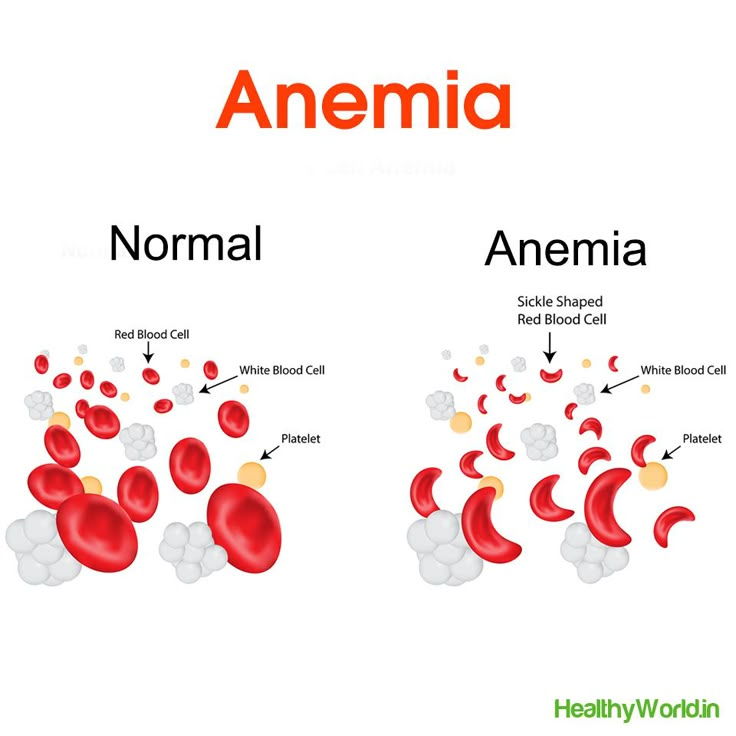 Anemia
Normal
Anemia
Red Blood Cell
White Blood Cell
Platelet
Sickle Shaped
Red Blood Cell
White Blood Cell
Platelet
HealthyWorld.in